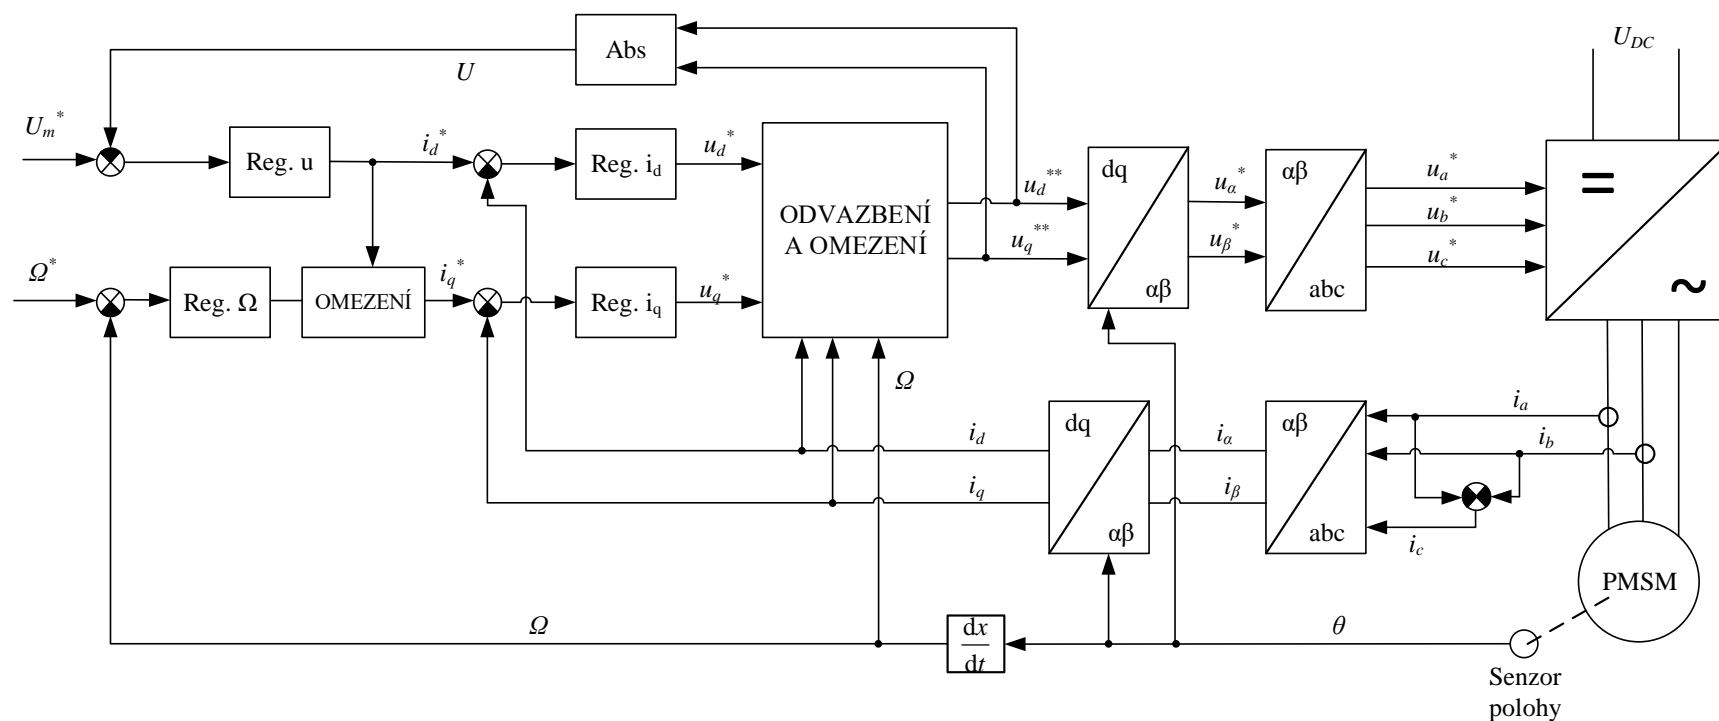 U_DC
Abs
U
U_m^*
Reg. u
i_d^*
Reg. i_d
u_d^*
ODVAZBENÍ
A OMEZENÍ
u_d^**
u_q^**
dq
αβ
u_α^*
u_β^*
αβ
abc
u_a^*
u_b^*
u_c^*
=
~
Ω^*
Reg. Ω
OMEZENÍ
i_q^*
Reg. i_q
u_q^*
Ω
i_d
i_q
dq
αβ
i_α
i_β
αβ
abc
i_a
i_b
i_c
PMSM
Ω
dx
dt
θ
Senzor
polohy